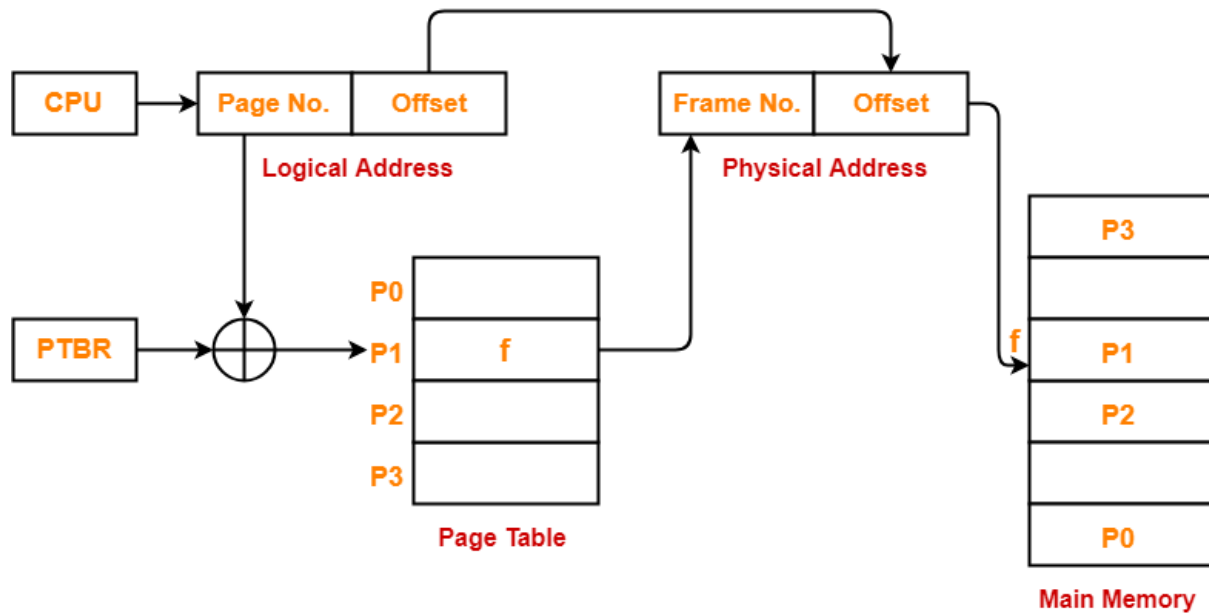 CPU
Page No.
Offset
Frame No.
Offset
Logical Address
Physical Address
P3
P0
PTBR
P1
f
f
P1
P2
P2
P3
P0
Page Table
Main Memory